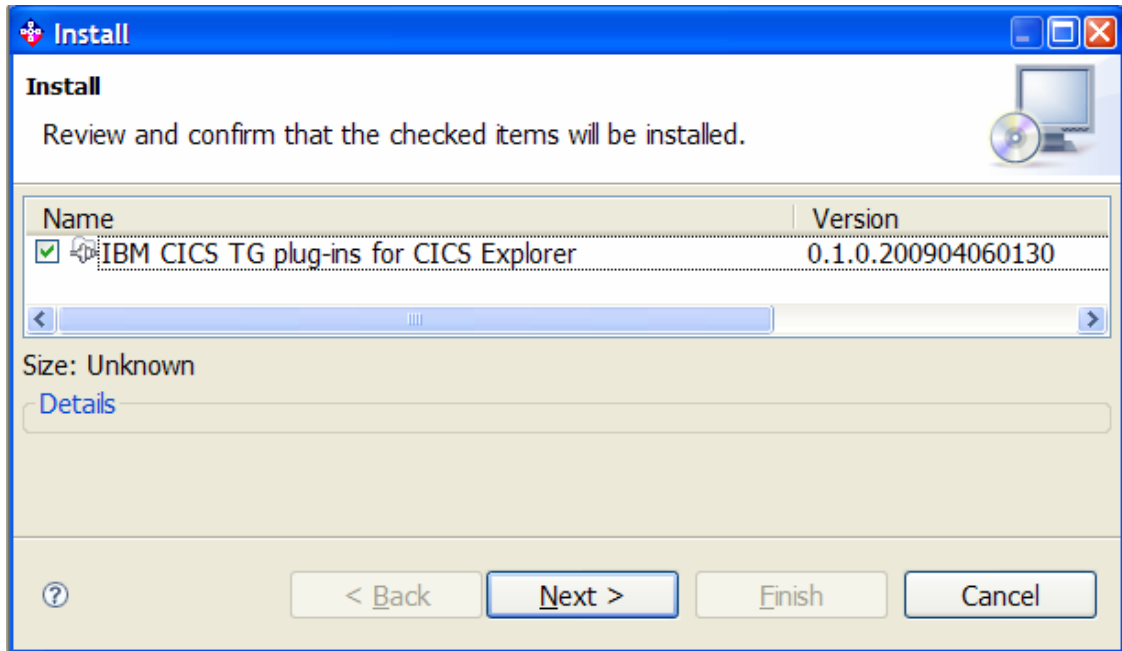 Install
Install
Review and confirm that the checked items will be installed.
Name Version
IBM CICS TG plug-ins for CICS Explorer 0.1.0.200904060130
Size: Unknown
Details
? < Back Next > Finish Cancel